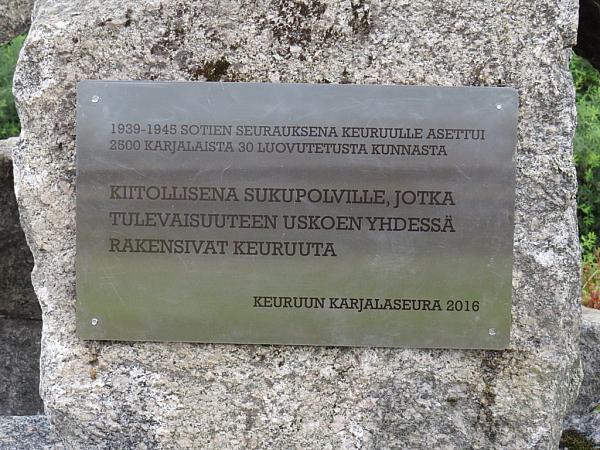 1939-1945 SOTIEN SEURAUKSENA KEURUULLE ASETTUI
2500 KARJALAISTA 30 LUOVUTETUSTA KUNNASTA
KIITOLLISENA SUKUPOLVILLE, JOTKA
TULEVAISUUTEEN USKOEN YHDESSÄ
RAKENSIVAT KEURUUTA
KEURUUN KARJALASEURA 2016